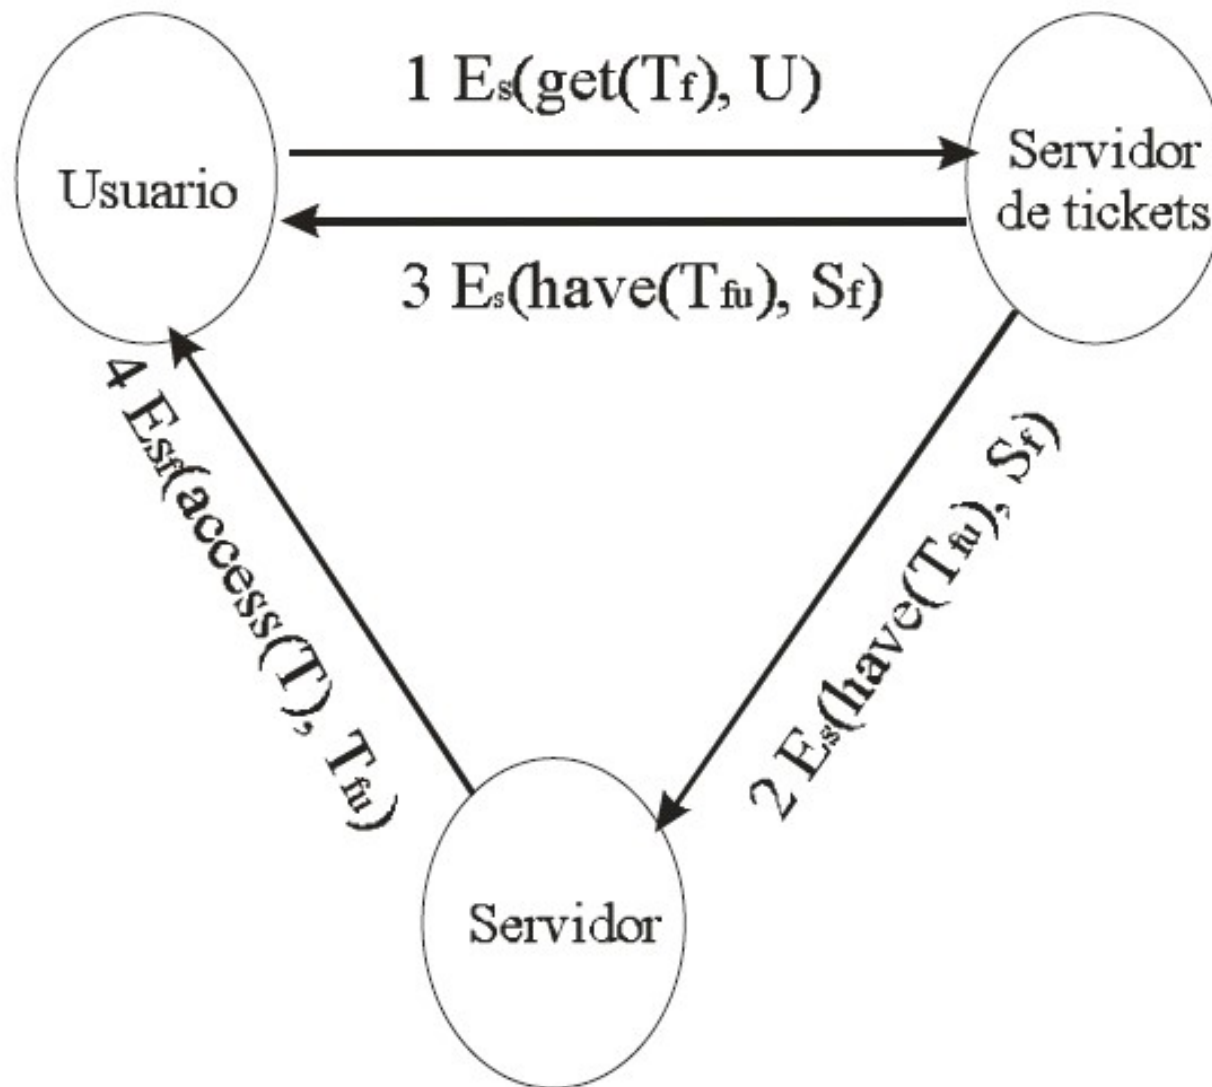 1 Es(get(Tf), U)
Usuario
Servidor
de tickets
3 Es(have(Tfu), Sf)
4 Esf(access(T), Tfu)
2 Es(have(Tfu), Sf)
Servidor